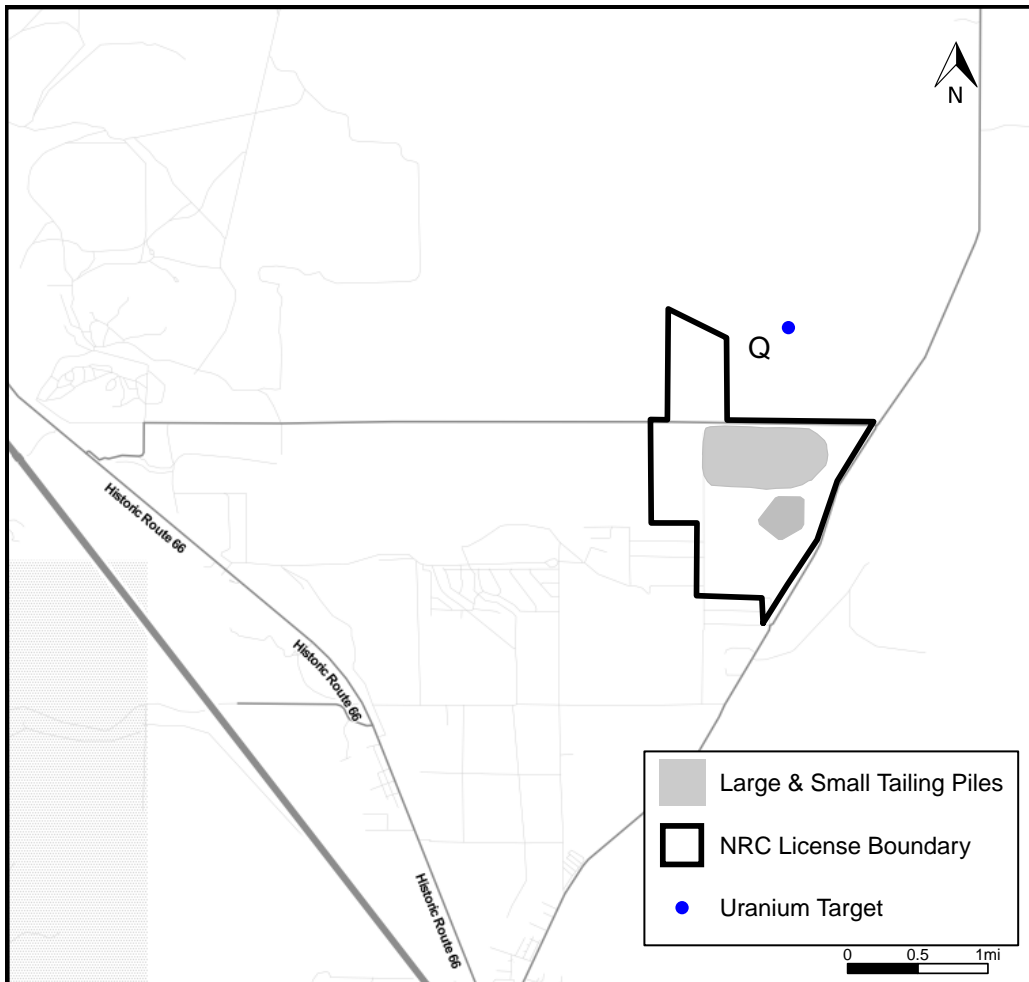 N
Q
Historic Route 66
Historic Route 66
Historic Route 66
Large & Small Tailing Piles
NRC License Boundary
Uranium Target
0 0.5 1mi